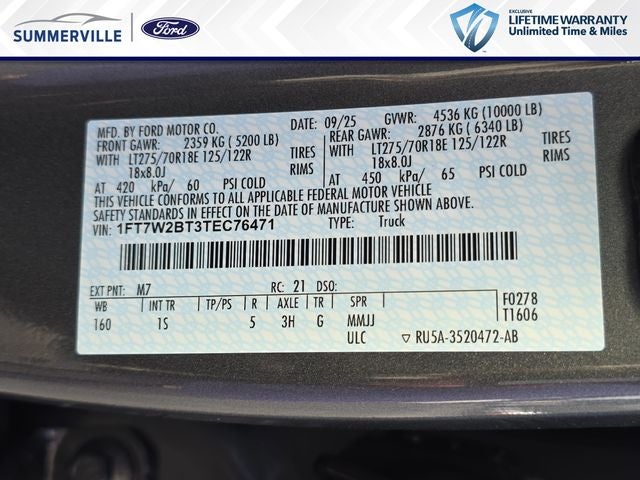 SUMMERVILLE
Ford
EXCLUSIVE
LIFETIME WARRANTY
Unlimited Time & Miles
MFD. BY FORD MOTOR CO. DATE: 09/25 GVWR: 4536 KG (10000 LB)
FRONT GAWR: 2359 KG ( 5200 LB) REAR GAWR: 2876 KG ( 6340 LB)
WITH LT275/70R18E 125/122R TIRES WITH LT275/70R18E 125/122R TIRES
18x8.0J RIMS 18x8.0J RIMS
AT 420 kPa/ 60 PSI COLD AT 450 kPa/ 65 PSI COLD
THIS VEHICLE CONFORMS TO ALL APPLICABLE FEDERAL MOTOR VEHICLE
SAFETY STANDARDS IN EFFECT ON THE DATE OF MANUFACTURE SHOWN ABOVE.
VIN: 1FT7W2BT3TEC76471 TYPE: Truck
EXT PNT: M7 RC: 21 DSO:
WB INT TR TP/PS R AXLE TR SPR F0278
160 1S 5 3H G MMJJ T1606
ULC ▽ RU5A-3520472-AB